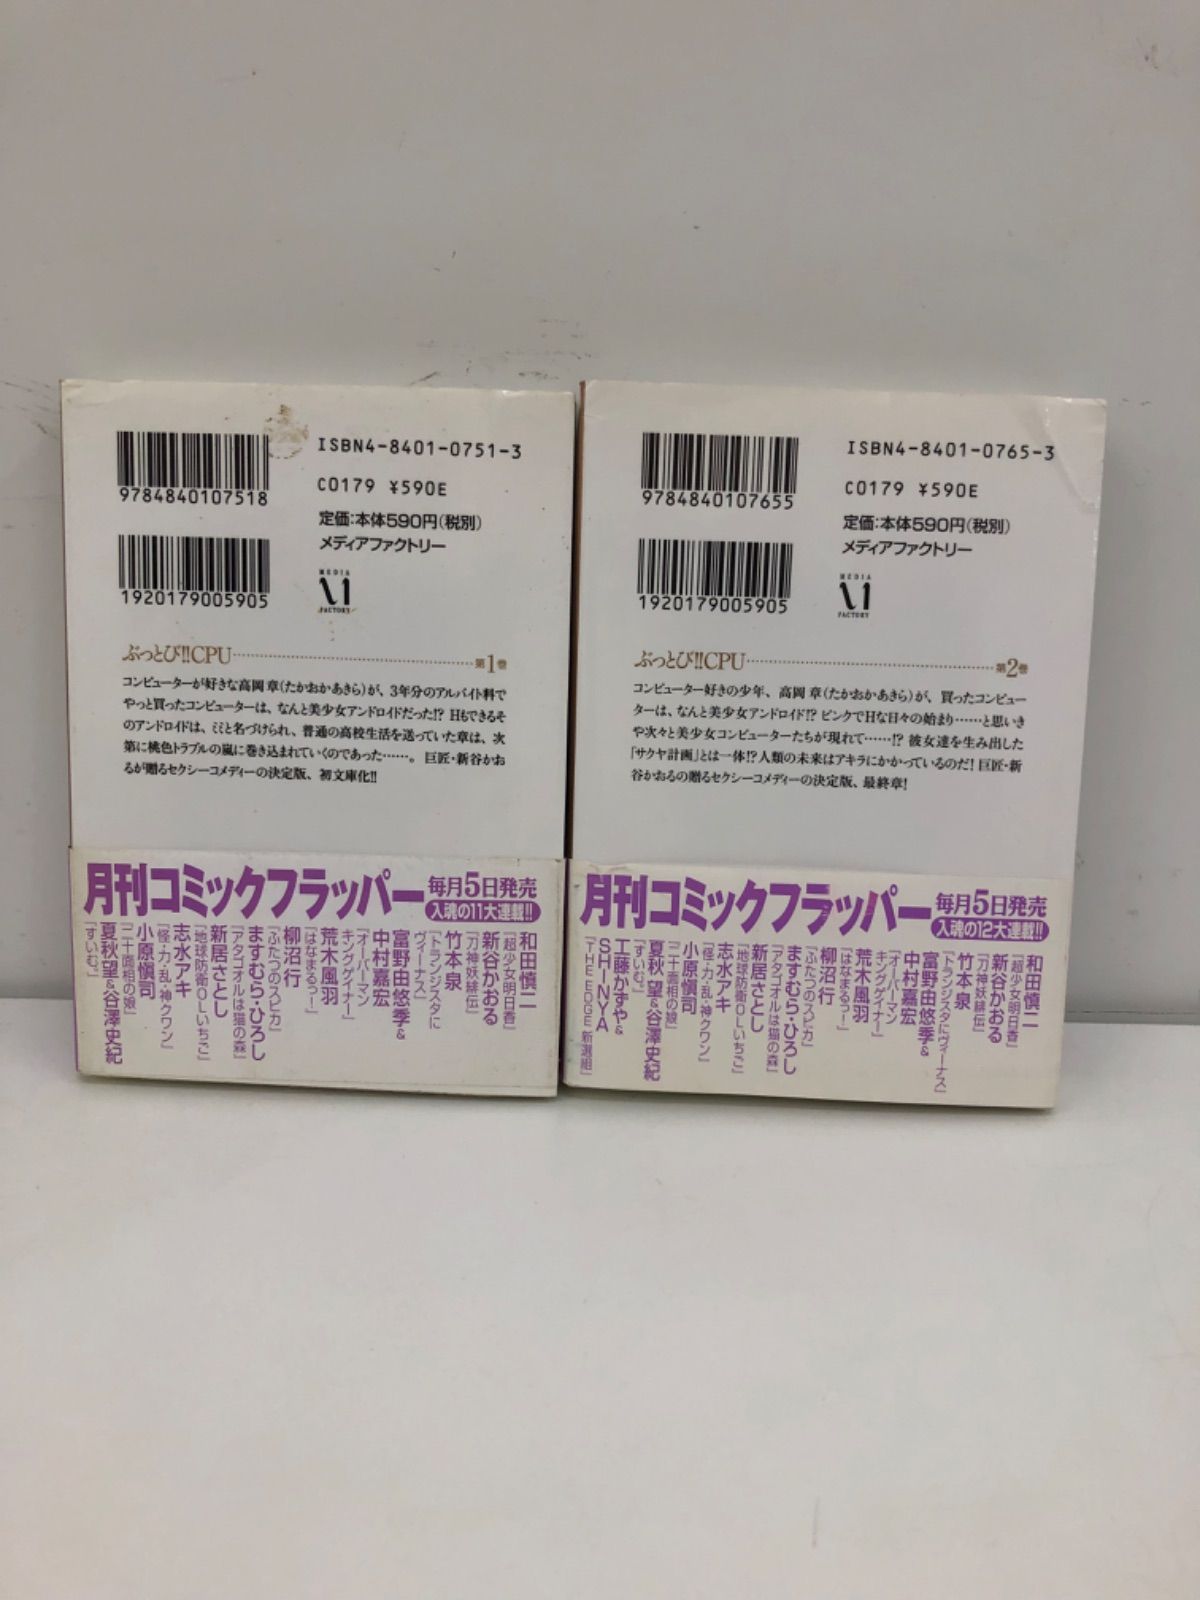 ISBN4-8401-0751-3
9784840107518
C0179 ¥590E
定価:本体590円(税別)
メディアファクトリー
1920179005905
MEDIA
FACTORY
ぶっとび!!CPU
第1巻
コンピューターが好きな高岡章(たかおかあきら)が、3年分のアルバイト料で
やっと買ったコンピューターは、なんと美少女アンドロイドだった!? Hもできるそ
のアンドロイドは、ミミと名づけられ、普通の高校生活を送っていた章は、次
第に桃色トラブルの嵐に巻き込まれていくのであった……。巨匠・新谷かお
るが贈るセクシーコメディーの決定版、初文庫化!!
月刊コミックフラッパー
毎月5日発売
入魂の11大連載!!
和田慎二
『超少女明日香』
新谷かおる
『刀神妖緋伝』
竹本泉
『トランジスタに
ヴィーナス』
富野由悠季&
中村嘉宏
『オーバーマン
キングゲイナー』
荒木風羽
『はなまるっ!』
柳沼行
『ふたつのスピカ』
ますむら・ひろし
『アタゴオルは猫の森』
新居さとし
『地球防衛OLいちご』
志水アキ
『怪・力・乱・神クワン』
小原愼司
『二十面相の娘』
夏秋望&谷澤史紀
『すいむ。』
ISBN4-8401-0765-3
9784840107655
C0179 ¥590E
定価:本体590円(税別)
メディアファクトリー
1920179005905
MEDIA
FACTORY
ぶっとび!!CPU
第2巻
コンピューター好きの少年、高岡章(たかおかあきら)が、買ったコンピュー
ターは、なんと美少女アンドロイド!? ピンクでHな日々の始まり……と思いき
や次々と美少女コンピューターたちが現れて……!? 彼女達を生み出した
「サクヤ計画」とは一体!? 人類の未来はアキラにかかっているのだ! 巨匠・新
谷かおるの贈るセクシーコメディーの決定版、最終章!
月刊コミックフラッパー
毎月5日発売
入魂の12大連載!!
和田慎二
『超少女明日香』
新谷かおる
『刀神妖緋伝』
竹本泉
『トランジスタにヴィーナス』
富野由悠季&
中村嘉宏
『オーバーマン
キングゲイナー』
荒木風羽
『はなまるっ!』
柳沼行
『ふたつのスピカ』
ますむら・ひろし
『アタゴオルは猫の森』
新居さとし
『地球防衛OLいちご』
志水アキ
『怪・力・乱・神クワン』
小原愼司
『二十面相の娘』
夏秋望&谷澤史紀
『すいむ。』
工藤かずや&
SHINYA
『THE EDGE 新選組』